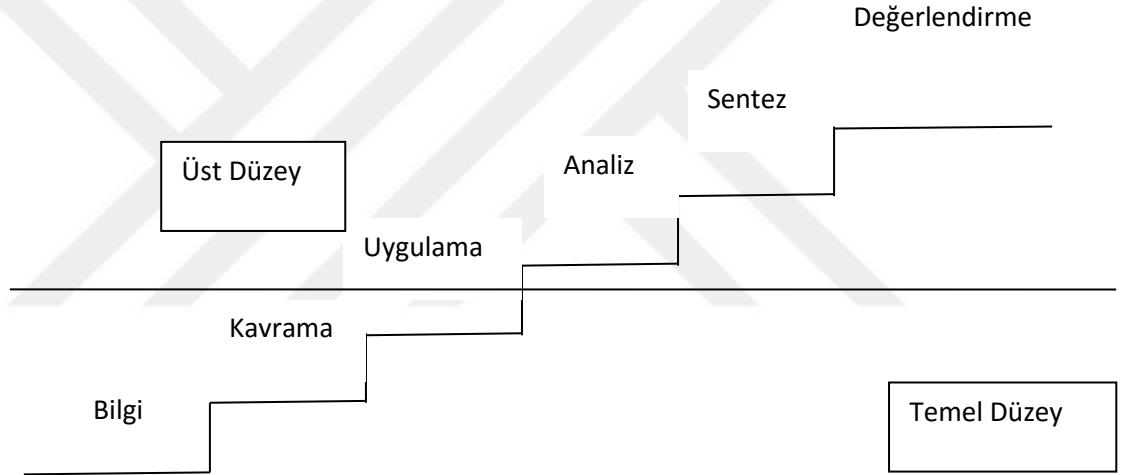 Değerlendirme
Sentez
Analiz
Üst Düzey
Uygulama
Kavrama
Bilgi
Temel Düzey